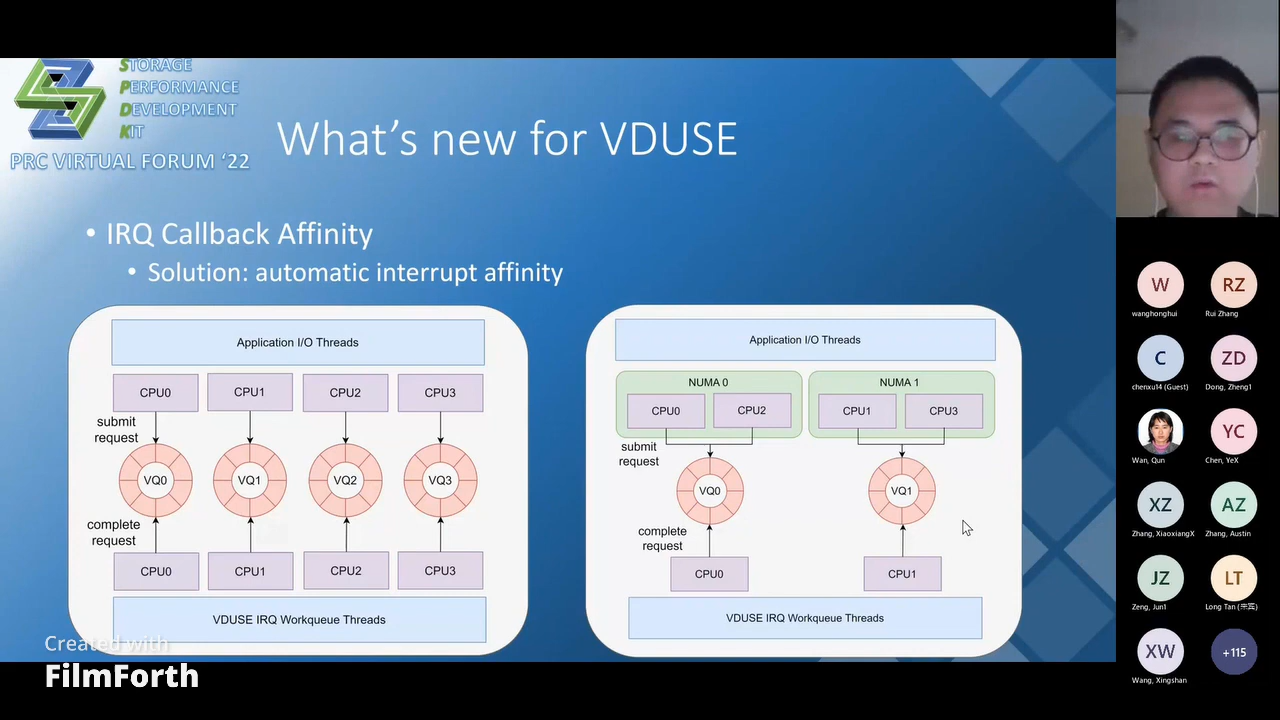 STORAGE
PERFORMANCE
DEVELOPMENT
KIT
PRC VIRTUAL FORUM ‘22
What’s new for VDUSE
• IRQ Callback Affinity
• Solution: automatic interrupt affinity
Application I/O Threads
CPU0 CPU1 CPU2 CPU3
submit
request
VQ0 VQ1 VQ2 VQ3
complete
request
CPU0 CPU1 CPU2 CPU3
VDUSE IRQ Workqueue Threads
Application I/O Threads
NUMA 0 NUMA 1
CPU0 CPU2 CPU1 CPU3
submit
request
VQ0 VQ1
complete
request
CPU0 CPU1
VDUSE IRQ Workqueue Threads
Created with
FilmForth
W RZ
wanghonghui Rui Zhang
C ZD
chenxu14 (Guest) Dong, Zheng1
YC
Wan, Qun Chen, YeX
XZ AZ
Zhang, XiaoxiangX Zhang, Austin
JZ LT
Zeng, Jun1 Long Tan
XW +115
Wang, Xingshan